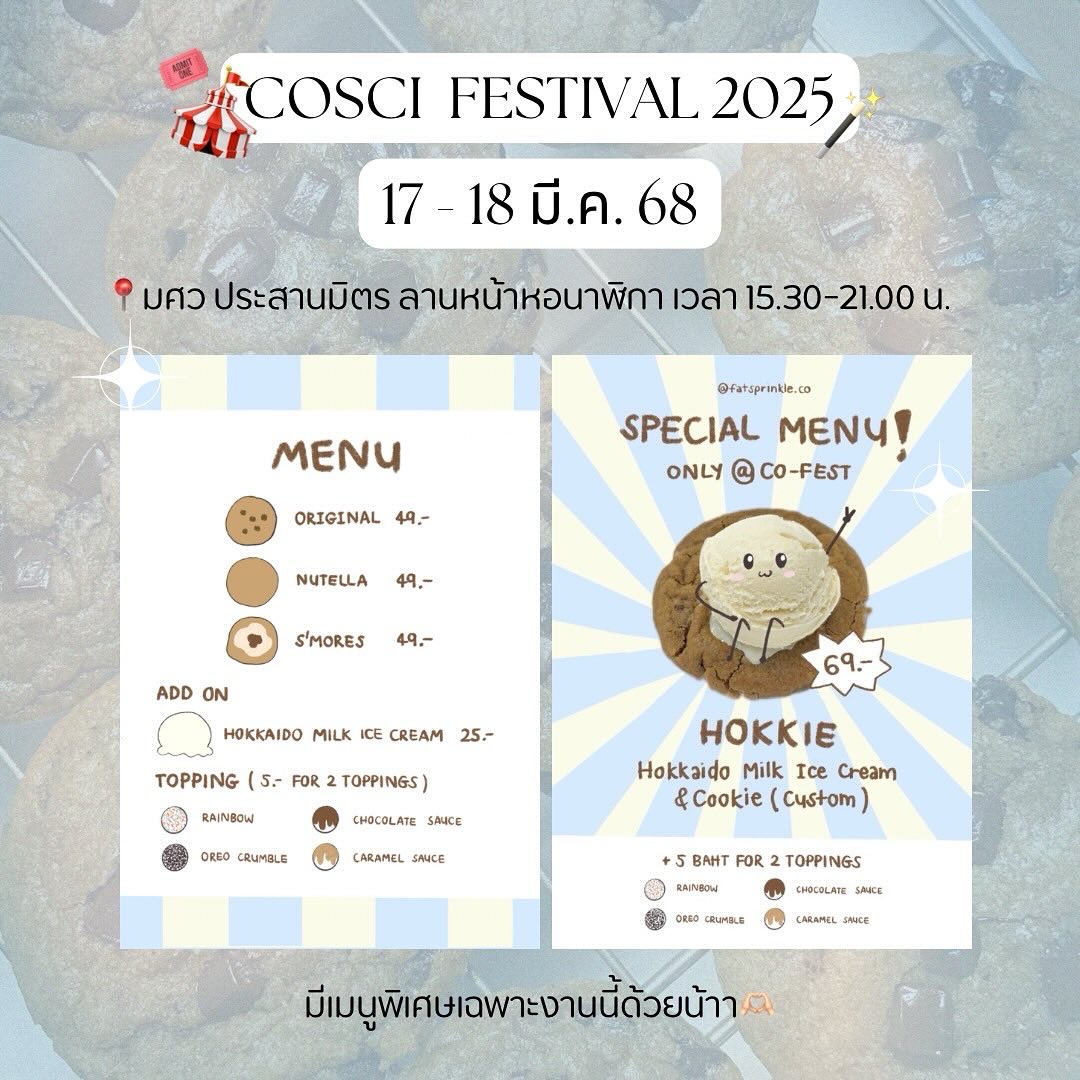 ADMIT ONE
COSCI FESTIVAL 2025
17 - 18 มี.ค. 68
มศว ประสานมิตร ลานหน้าหอนาฬิกา เวลา 15.30-21.00 น.
MENU
ORIGINAL 49.-
NUTELLA 49.-
S'MORES 49.-
ADD ON
HOKKAIDO MILK ICE CREAM 25.-
TOPPING ( 5.- FOR 2 TOPPINGS )
RAINBOW
CHOCOLATE SAUCE
OREO CRUMBLE
CARAMEL SAUCE
@fatsprinkle.co
SPECIAL MENU!
ONLY @ CO-FEST
69.-
HOKKIE
Hokkaido Milk Ice Cream
& Cookie ( Custom )
+ 5 BAHT FOR 2 TOPPINGS
RAINBOW
CHOCOLATE SAUCE
OREO CRUMBLE
CARAMEL SAUCE
มีเมนูพิเศษเฉพาะงานนี้ด้วยน้าา